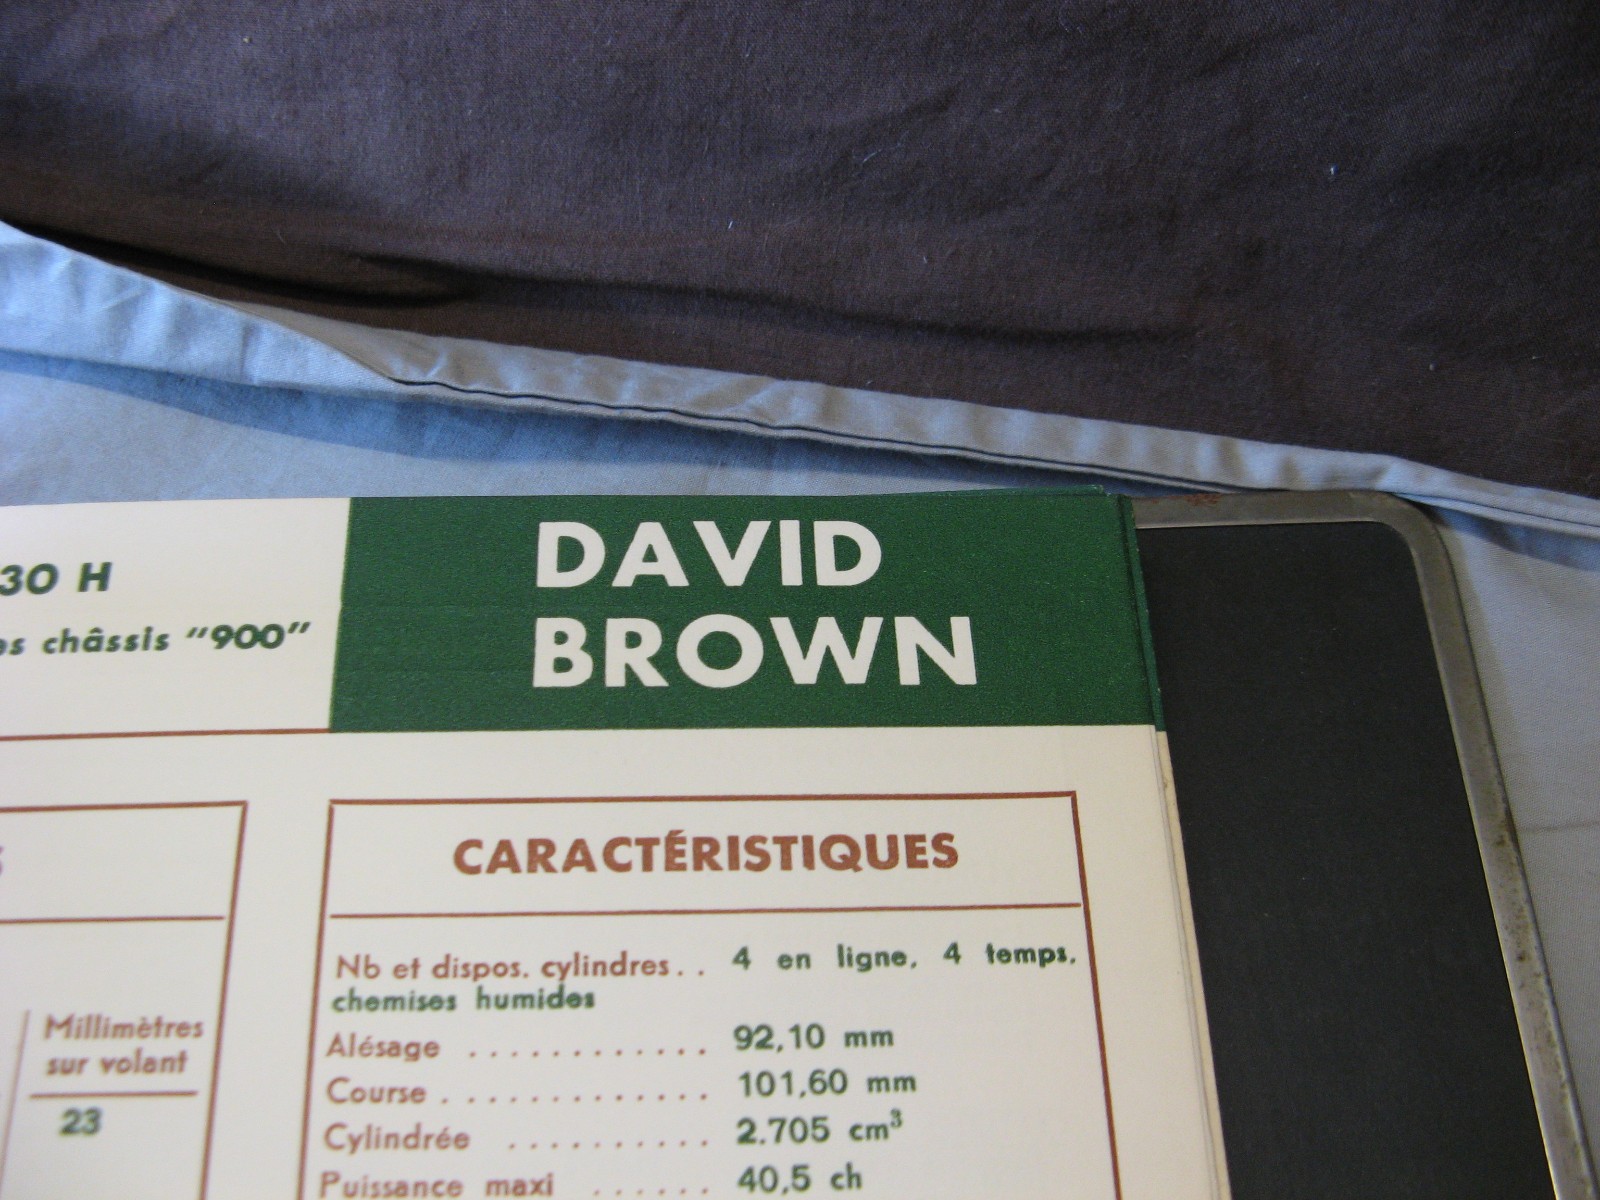 30 H
es châssis "900"
DAVID
BROWN
CARACTÉRISTIQUES
Nb et dispos. cylindres.. 4 en ligne, 4 temps,
chemises humides
Alésage ............ 92,10 mm
Course ............. 101,60 mm
Cylindrée .......... 2.705 cm³
Puissance maxi ...... 40,5 ch
Millimètres
sur volant
23